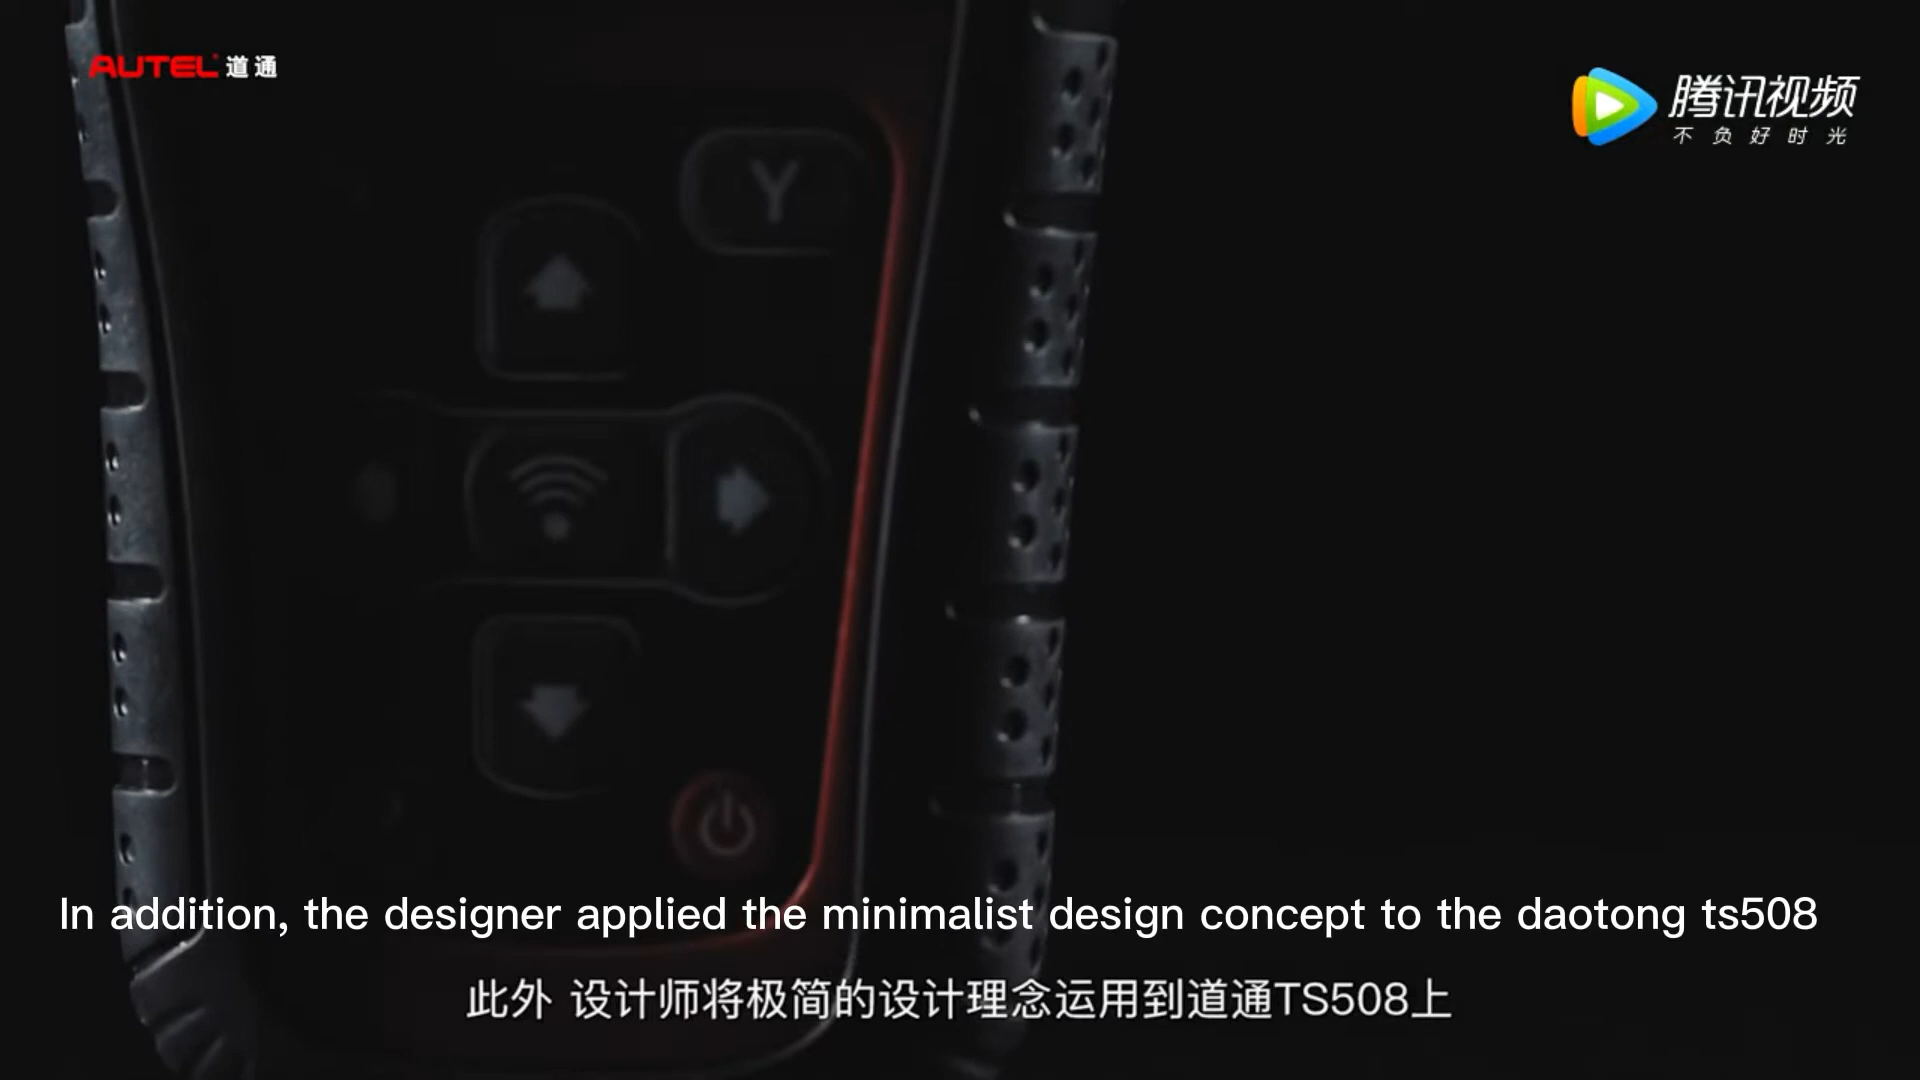 AUTEL 道通
腾讯视频
不负好时光
Y
In addition, the designer applied the minimalist design concept to the daotong ts508
此外 设计师将极简的设计理念运用到道通TS508上